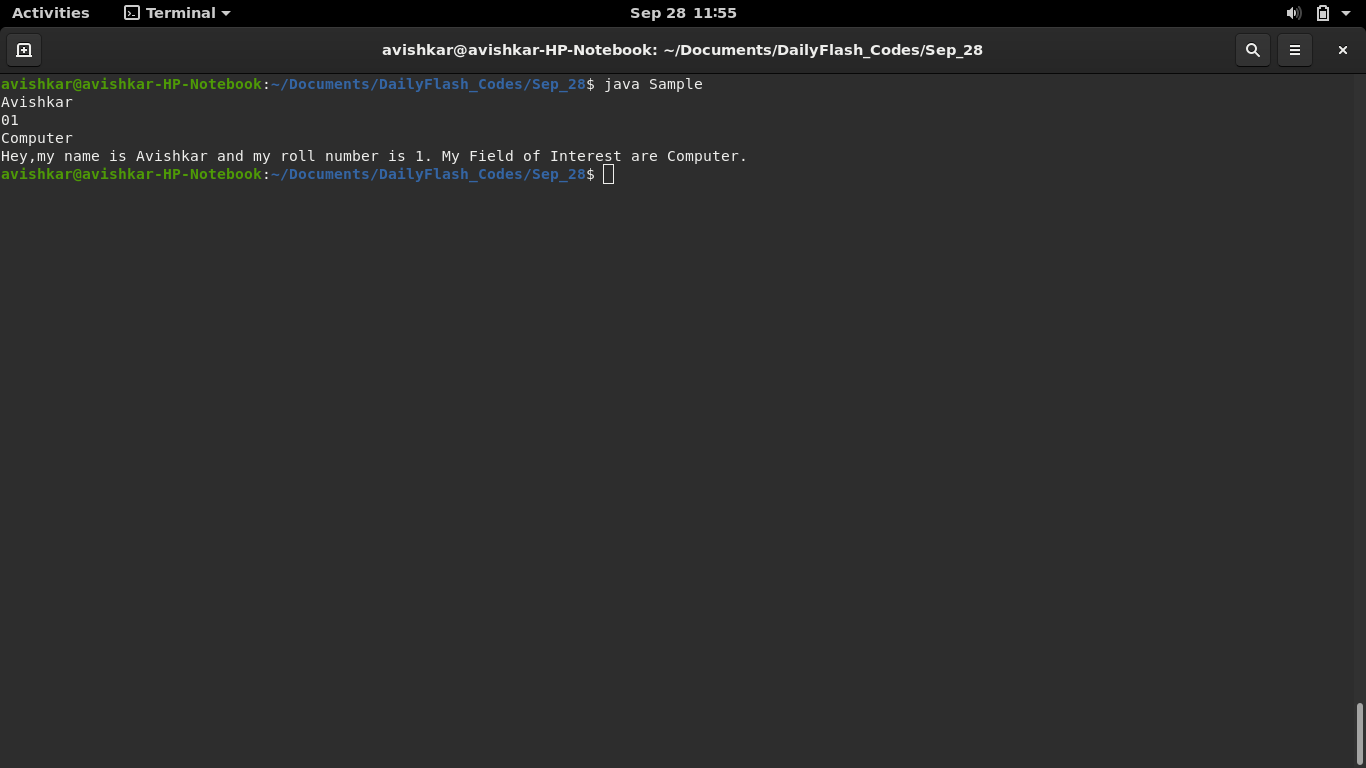 Activities Terminal Sep 28 11:55
avishkar@avishkar-HP-Notebook: ~/Documents/DailyFlash_Codes/Sep_28
avishkar@avishkar-HP-Notebook:~/Documents/DailyFlash_Codes/Sep_28$ java Sample
Avishkar
01
Computer
Hey,my name is Avishkar and my roll number is 1. My Field of Interest are Computer.
avishkar@avishkar-HP-Notebook:~/Documents/DailyFlash_Codes/Sep_28$